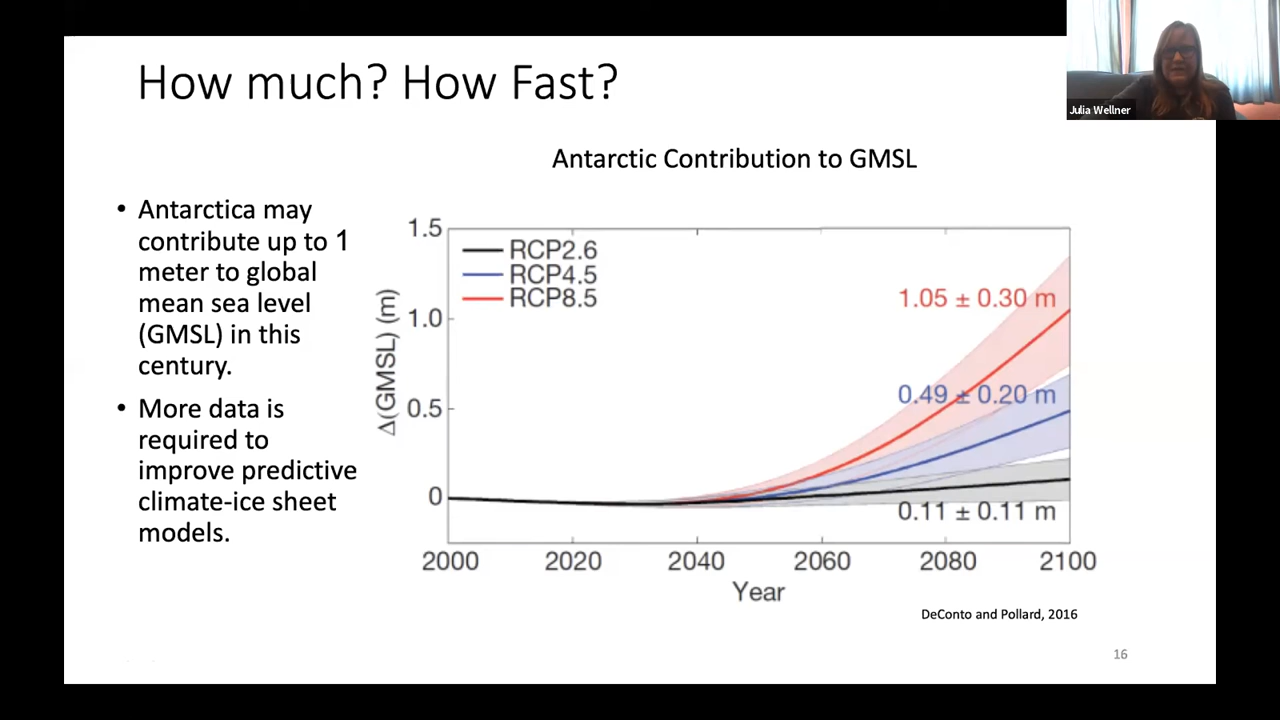 How much? How Fast?
Julia Wellner
Antarctic Contribution to GMSL
• Antarctica may
contribute up to 1
meter to global
mean sea level
(GMSL) in this
century.
• More data is
required to
improve predictive
climate-ice sheet
models.
Δ(GMSL) (m)
1.5
1.0
0.5
0
RCP2.6
RCP4.5
RCP8.5
1.05 ± 0.30 m
0.49 ± 0.20 m
0.11 ± 0.11 m
2000 2020 2040 2060 2080 2100
Year
DeConto and Pollard, 2016
16